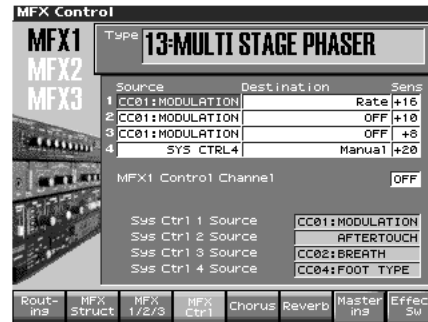 MFX Control
MFX1
MFX2
MFX3
Type 13:MULTI STAGE PHASER
Source Destination Sens
1 CC01:MODULATION Rate +16
2 CC01:MODULATION OFF +10
3 CC01:MODULATION OFF +8
4 SYS CTRL4 Manual +20
MFX1 Control Channel OFF
Sys Ctrl 1 Source CC01:MODULATION
Sys Ctrl 2 Source AFTERTOUCH
Sys Ctrl 3 Source CC02:BREATH
Sys Ctrl 4 Source CC04:FOOT TYPE
Rout- MFX MFX MFX Chorus Reverb Master Effec
ing Struct 1/2/3 Ctrl ing Sw